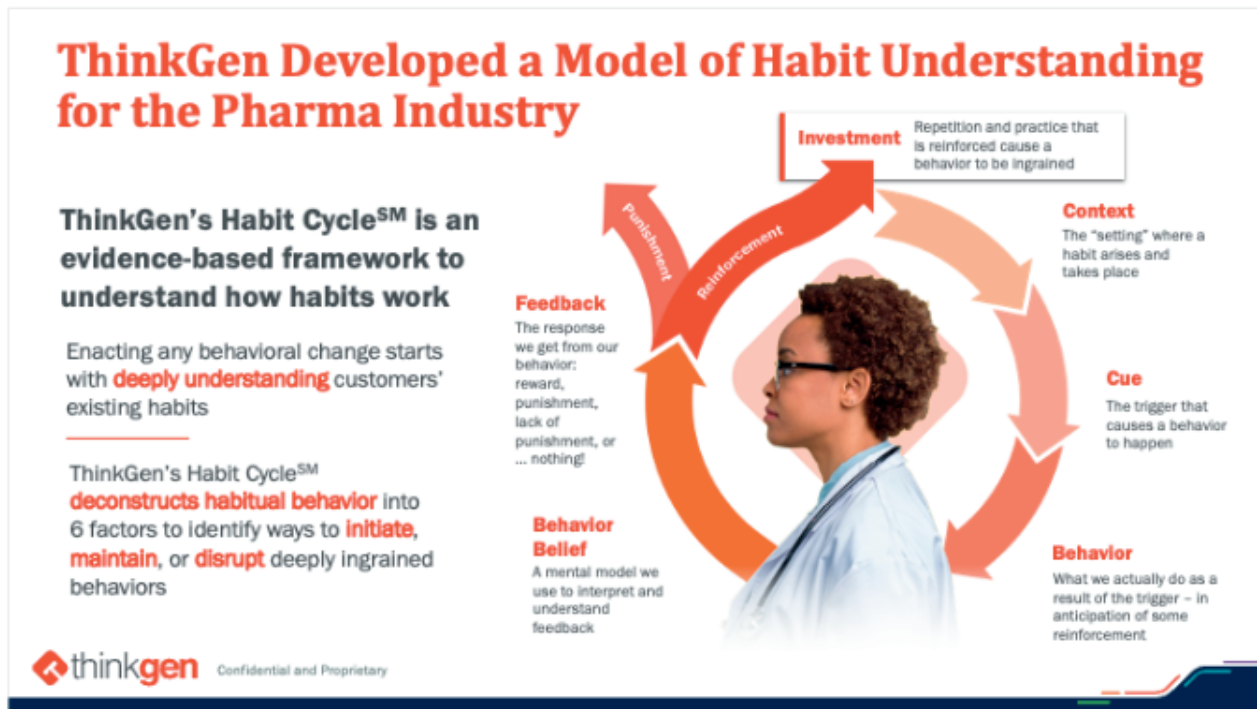 ThinkGen Developed a Model of Habit Understanding
for the Pharma Industry
ThinkGen's Habit Cycle℠ is an
evidence-based framework to
understand how habits work
Enacting any behavioral change starts
with deeply understanding customers'
existing habits
ThinkGen's Habit Cycle℠
deconstructs habitual behavior into
6 factors to identify ways to initiate,
maintain, or disrupt deeply ingrained
behaviors
Investment
Repetition and practice that
is reinforced cause a
behavior to be ingrained
Context
The "setting" where a
habit arises and
takes place
Cue
The trigger that
causes a behavior
to happen
Behavior
What we actually do as a
result of the trigger – in
anticipation of some
reinforcement
Behavior
Belief
A mental model we
use to interpret and
understand
feedback
Feedback
The response
we get from our
behavior:
reward,
punishment,
lack of
punishment, or
... nothing!
Punishment
Reinforcement
thinkgen
Confidential and Proprietary